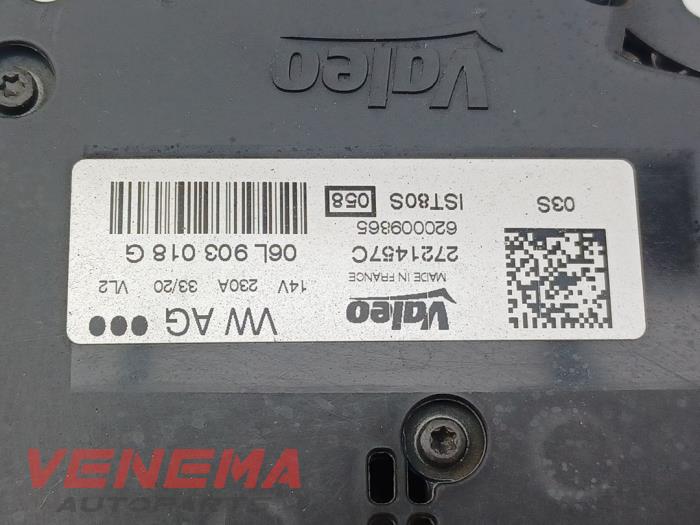 Valeo
VW AG
14V 230A 33/20 VL2
06L 903 018 G
Valeo
MADE IN FRANCE
2721457C
620009865
IST80S 058
03S
VENEMA
AUTOPARTS